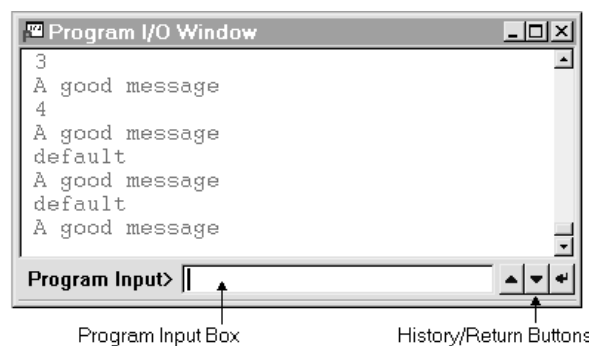 Program I/O Window
3
A good message
4
A good message
default
A good message
default
A good message
Program Input>
Program Input Box
History/Return Buttons